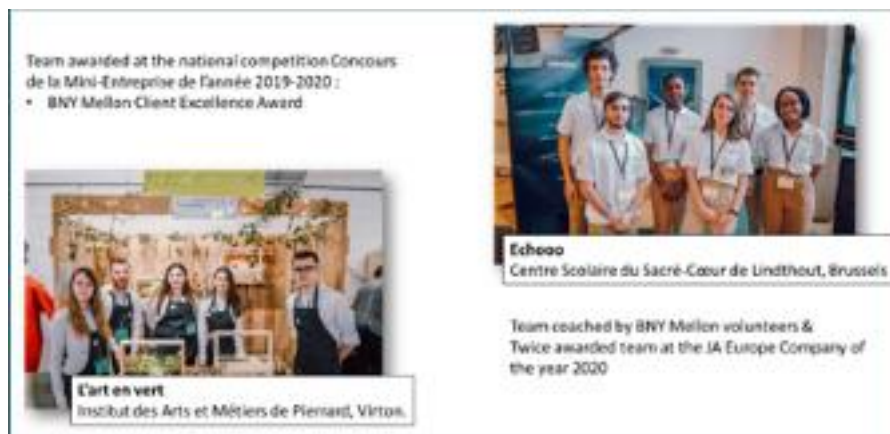 Team awarded at the national competition Concours
de la Mini-Entreprise de l'année 2019-2020 :
• BNY Mellon Client Excellence Award
L'art en vert
Institut des Arts et Métiers de Pierrard, Virton.
Echooo
Centre Scolaire du Sacré-Cœur de Lindthout, Brussels
Team coached by BNY Mellon volunteers &
Twice awarded team at the JA Europe Company of
the year 2020